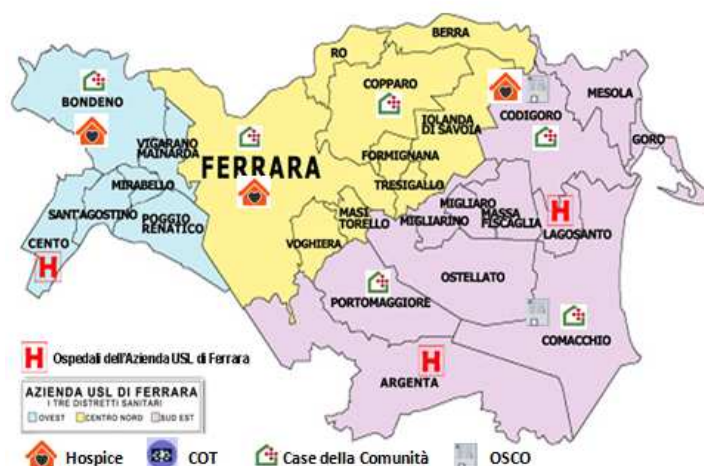 BERRA
RO
COPPARO
MESOLA
BONDENO
CODIGORO
IOLANDA
DI SAVOIA
GORO
VIGARANO
MAINARDA
FERRARA
FORMIGNANA
MIRABELLO
TRESIGALLO
SANT'AGOSTINO
POGGIO
RENATICO
MASI
TORELLO
MIGLIARO
MIGLIARINO
MASSA
FISCAGLIA
H
LAGOSANTO
CENTO
H
VOGHIERA
OSTELLATO
PORTOMAGGIORE
COMACCHIO
H Ospedali dell'Azienda USL di Ferrara
H
ARGENTA
AZIENDA USL DI FERRARA
I TRE DISTRETTI SANITARI
OVEST CENTRO NORD SUD EST
Hospice COT Case della Comunità OSCO